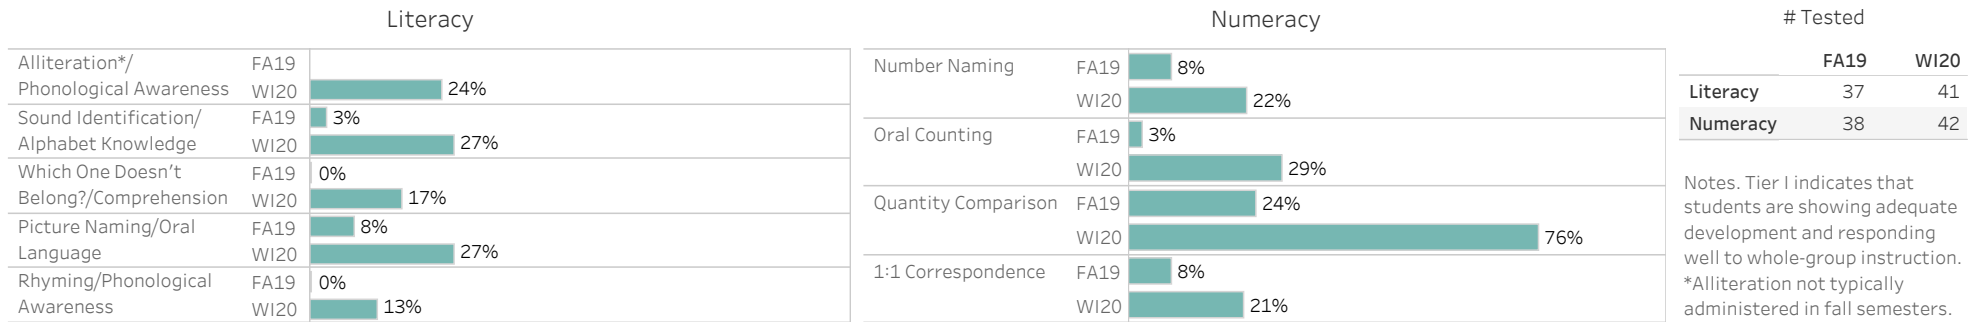 Literacy
Alliteration*/
Phonological Awareness
FA19
WI20
24%
Sound Identification/
Alphabet Knowledge
FA19
3%
WI20
27%
Which One Doesn't
Belong?/Comprehension
FA19
0%
WI20
17%
Picture Naming/Oral
Language
FA19
8%
WI20
27%
Rhyming/Phonological
Awareness
FA19
0%
WI20
13%
Numeracy
Number Naming
FA19
8%
WI20
22%
Oral Counting
FA19
3%
WI20
29%
Quantity Comparison
FA19
24%
WI20
76%
1:1 Correspondence
FA19
8%
WI20
21%
# Tested
FA19 WI20
Literacy 37 41
Numeracy 38 42
Notes. Tier I indicates that
students are showing adequate
development and responding
well to whole-group instruction.
*Alliteration not typically
administered in fall semesters.